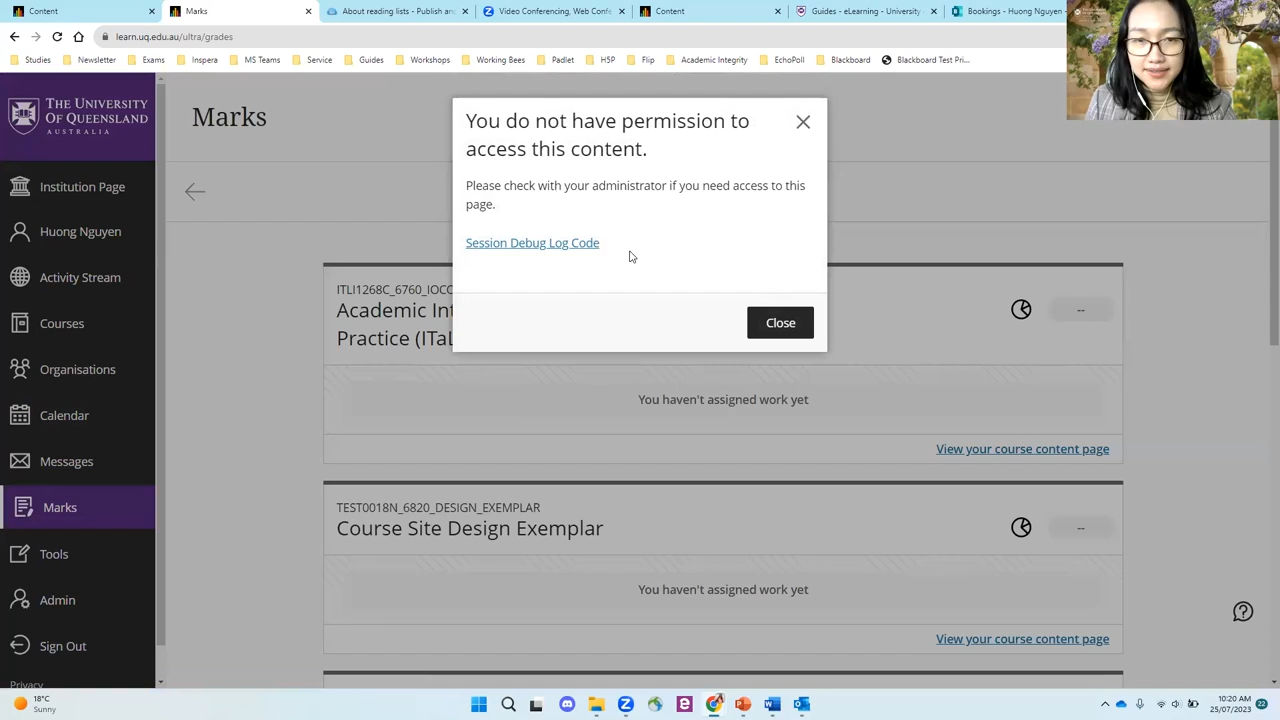 Content
Marks
About reading lists - Publish and
Video Conferencing, Web Confe
Content
Guides - eLearning - University
Bookings - Huong Nguyen
learn.uq.edu.au/ultra/grades
Studies
Newsletter
Exams
Inspera
MS Teams
Service
Guides
Workshops
Working Bees
Padlet
H5P
Flip
Academic Integrity
EchoPoll
Blackboard
Blackboard Test Pri...
THE UNIVERSITY
OF QUEENSLAND
AUSTRALIA
Institution Page
Huong Nguyen
Activity Stream
Courses
Organisations
Calendar
Messages
Marks
Tools
Admin
Sign Out
Privacy
Marks
You do not have permission to
access this content.
Please check with your administrator if you need access to this
page.
Session Debug Log Code
Close
ITLI1268C_6760_IOCC
Academic Int
Practice (ITaL
--
You haven't assigned work yet
View your course content page
TEST0018N_6820_DESIGN_EXEMPLAR
Course Site Design Exemplar
--
You haven't assigned work yet
View your course content page
18°C
Sunny
10:20 AM
25/07/2023
22